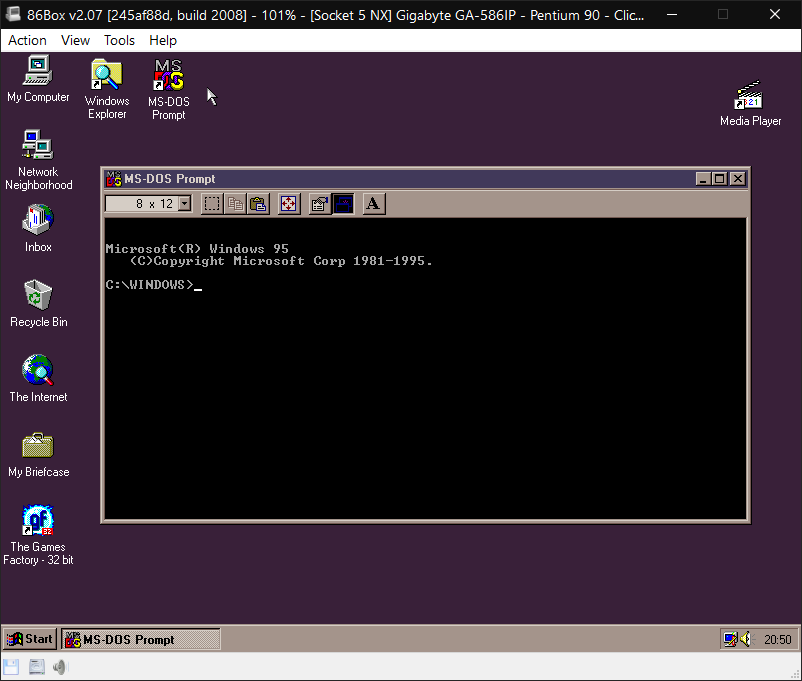 86Box v2.07 [245af88d, build 2008] - 101% - [Socket 5 NX] Gigabyte GA-586IP - Pentium 90 - Clic...
Action View Tools Help
My Computer
Windows
Explorer
MS-DOS
Prompt
Media Player
Network
Neighborhood
Inbox
Recycle Bin
The Internet
My Briefcase
The Games
Factory - 32 bit
MS-DOS Prompt
8 x 12
A
Microsoft(R) Windows 95
(C)Copyright Microsoft Corp 1981-1995.
C:\WINDOWS>_
Start
MS-DOS Prompt
20:50